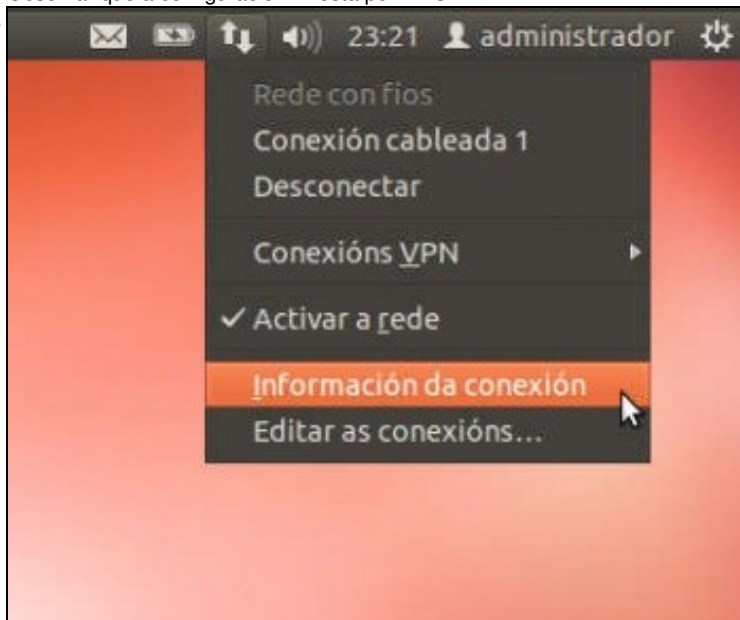 23:21 administrador
Rede con fios
Conexión cableada 1
Desconectar
Conexións VPN
Activar a rede
Información da conexión
Editar as conexións...